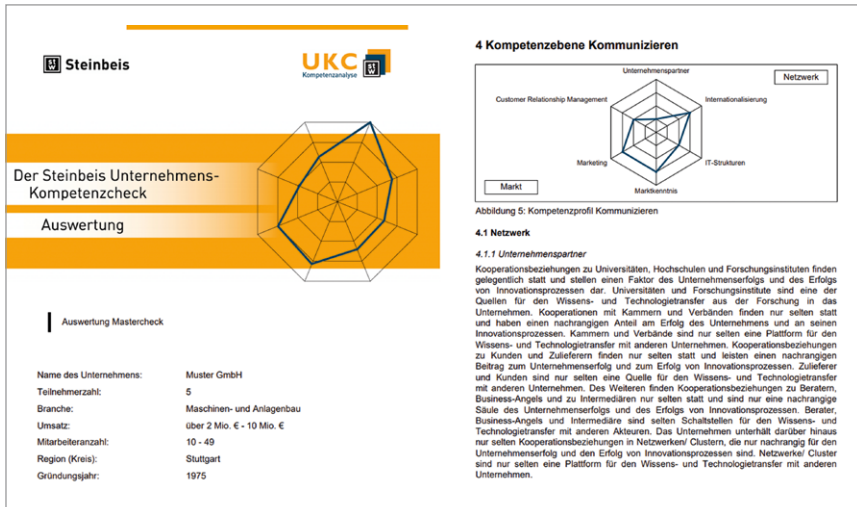 Steinbeis
UKC
Kompetenzanalyse
Der Steinbeis Unternehmens-
Kompetenzcheck
Auswertung
Auswertung Mastercheck
Name des Unternehmens: Muster GmbH
Teilnehmerzahl: 5
Branche: Maschinen- und Anlagenbau
Umsatz: über 2 Mio. € - 10 Mio. €
Mitarbeiteranzahl: 10 - 49
Region (Kreis): Stuttgart
Gründungsjahr: 1975
4 Kompetenzebene Kommunizieren
Unternehmenspartner
Netzwerk
Customer Relationship Management
Internationalisierung
Marketing
IT-Strukturen
Markt
Marktkenntnis
Abbildung 5: Kompetenzprofil Kommunizieren
4.1 Netzwerk
4.1.1 Unternehmenspartner
Kooperationsbeziehungen zu Universitäten, Hochschulen und Forschungsinstituten finden
gelegentlich statt und stellen einen Faktor des Unternehmenserfolgs und des Erfolgs
von Innovationsprozessen dar. Universitäten und Forschungsinstitute sind eine der
Quellen für den Wissens- und Technologietransfer aus der Forschung in das
Unternehmen. Kooperationen mit Kammern und Verbänden finden nur selten statt
und haben einen nachrangigen Anteil am Erfolg des Unternehmens und an seinen
Innovationsprozessen. Kammern und Verbände sind nur selten eine Plattform für den
Wissens- und Technologietransfer mit anderen Unternehmen. Kooperationsbeziehungen
zu Kunden und Zulieferern finden nur selten statt und leisten einen nachrangigen
Beitrag zum Unternehmenserfolg und zum Erfolg von Innovationsprozessen. Zulieferer
und Kunden sind nur selten eine Quelle für den Wissens- und Technologietransfer
mit anderen Unternehmen. Des Weiteren finden Kooperationsbeziehungen zu Beratern,
Business-Angels und zu Intermediären nur selten statt und sind nur eine nachrangige
Säule des Unternehmenserfolgs und des Erfolgs von Innovationsprozessen. Berater,
Business-Angels und Intermediäre sind selten Schaltstellen für den Wissens- und
Technologietransfer mit anderen Akteuren. Das Unternehmen unterhält darüber hinaus
nur selten Kooperationsbeziehungen in Netzwerken/ Clustern, die nur nachrangig für den
Unternehmenserfolg und den Erfolg von Innovationsprozessen sind. Netzwerke/ Cluster
sind nur selten eine Plattform für den Wissens- und Technologietransfer mit anderen
Unternehmen.